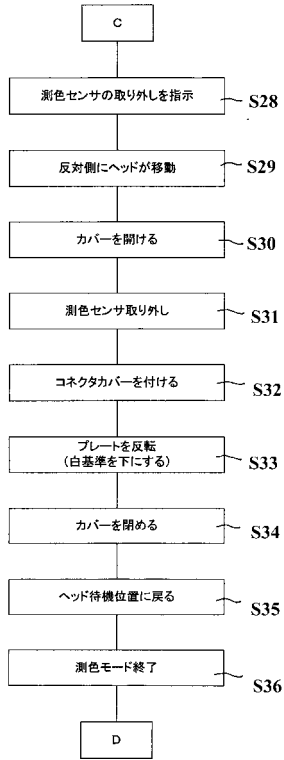 C
測色センサの取り外しを指示
S28
反対側にヘッドが移動
S29
カバーを開ける
S30
測色センサ取り外し
S31
コネクタカバーを付ける
S32
プレートを反転
(白基準を下にする)
S33
カバーを閉める
S34
ヘッド待機位置に戻る
S35
測色モード終了
S36
D